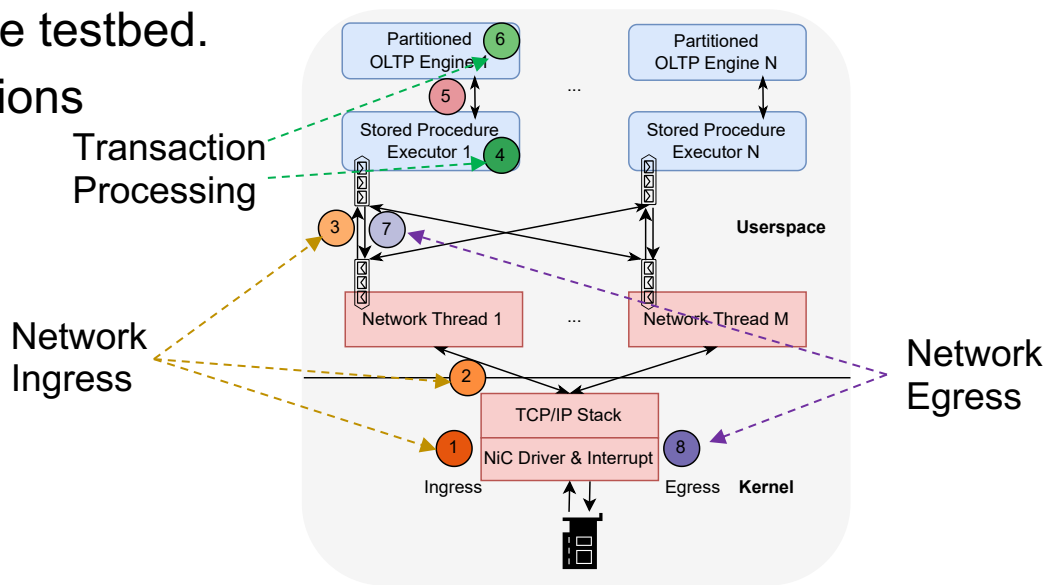 e testbed.
ions
Partitioned
OLTP Engine 1
6
Partitioned
OLTP Engine N
...
5
Transaction
Processing
Stored Procedure
Executor 1
4
Stored Procedure
Executor N
3
7
Userspace
Network
Ingress
Network Thread 1
...
Network Thread M
Network
Egress
2
TCP/IP Stack
1
NiC Driver & Interrupt
8
Ingress
Egress
Kernel